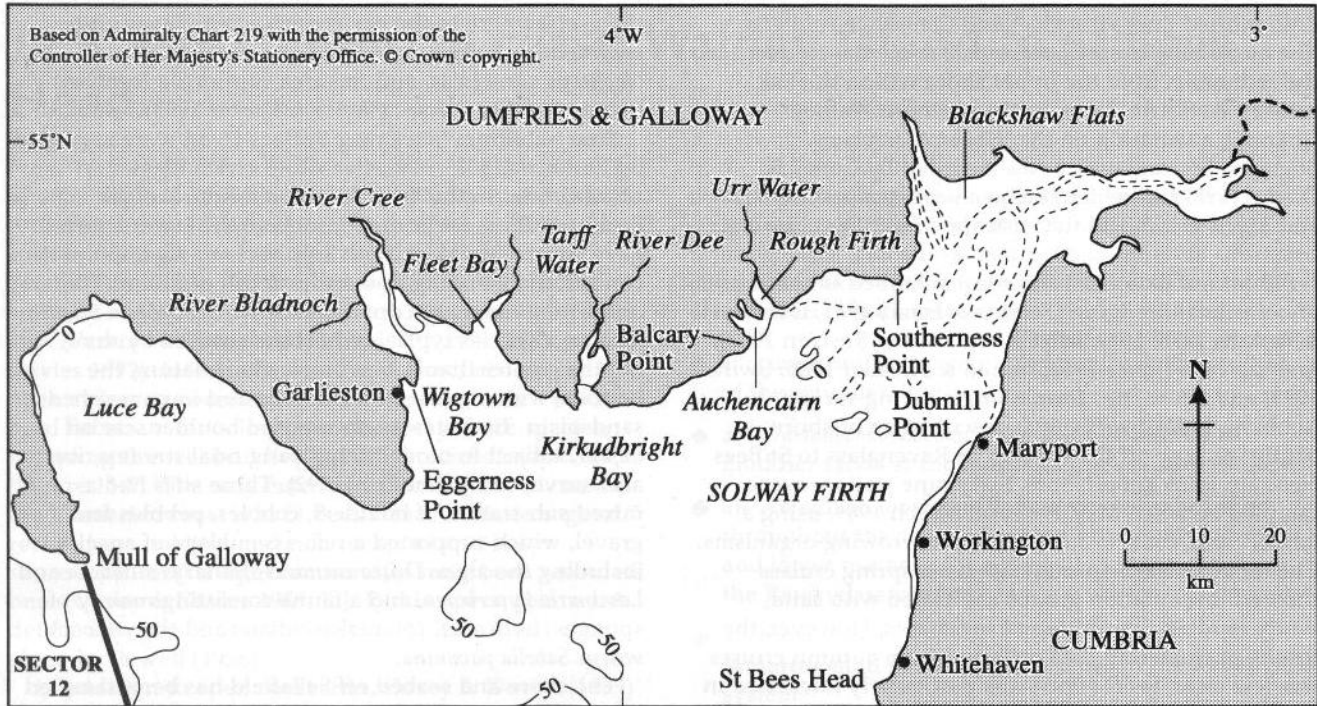 Based on Admiralty Chart 219 with the permission of the
Controller of Her Majesty's Stationery Office. © Crown copyright.
4°W
3°
55°N
DUMFRIES & GALLOWAY
Blackshaw Flats
River Cree
Urr Water
Tarff
Water
River Dee
Rough Firth
Fleet Bay
River Bladnoch
0
Luce Bay
Balcary
Point
Southerness
Point
N
Garlieston
Wigtown
Bay
Auchencairn
Bay
Dubmill
Point
Kirkudbright
Bay
Maryport
Eggerness
Point
SOLWAY FIRTH
0 10 20
km
Workington
Mull of Galloway
50
50
50
50
SECTOR
12
CUMBRIA
Whitehaven
St Bees Head